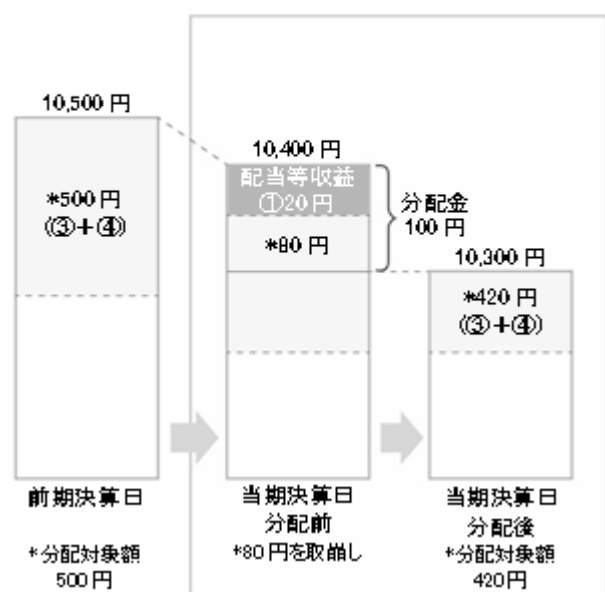 10,500 円
*500 円
(③+④)
前期決算日
*分配対象額
500 円
10,400 円
配当等収益
①20 円
*80 円
分配金
100 円
当期決算日
分配前
*80 円を取崩し
10,300 円
*420 円
(③+④)
当期決算日
分配後
*分配対象額
420円